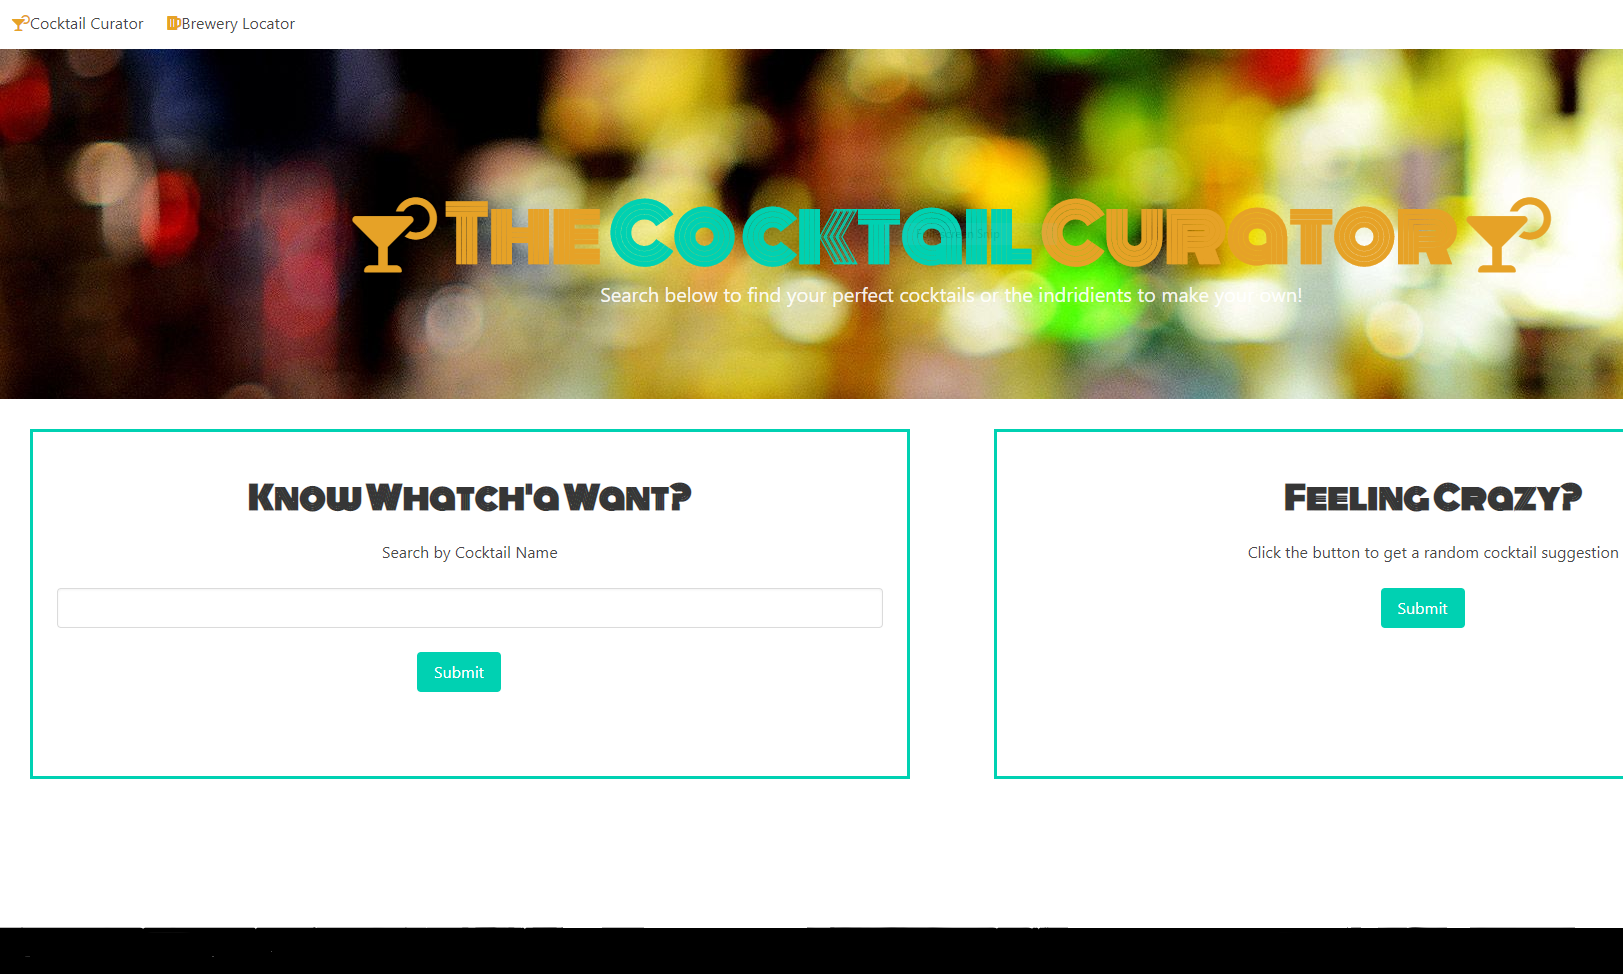 Cocktail Curator Brewery Locator
The Cocktail Curator
Search below to find your perfect cocktails or the indridients to make your own!
Know Whatch'a Want?
Search by Cocktail Name
Submit
Feeling Crazy?
Click the button to get a random cocktail suggestion
Submit